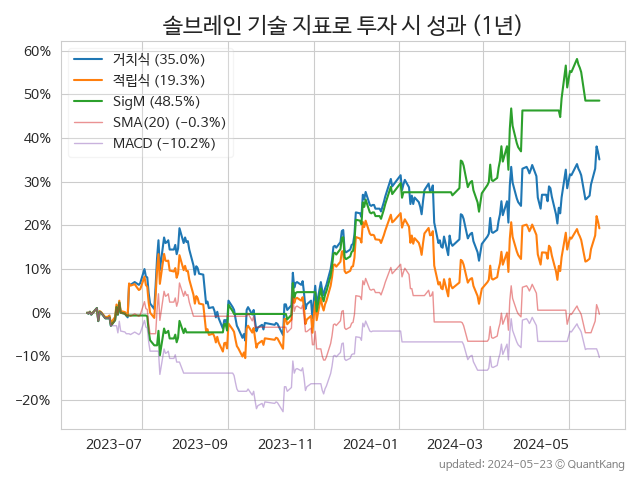 솔브레인 기술 지표로 투자 시 성과 (1년)
60%
50%
40%
30%
20%
10%
0%
−10%
−20%
거치식 (35.0%)
적립식 (19.3%)
SigM (48.5%)
SMA(20) (−0.3%)
MACD (−10.2%)
2023-07
2023-09
2023-11
2024-01
2024-03
2024-05
updated: 2024-05-23 ⓒ QuantKang